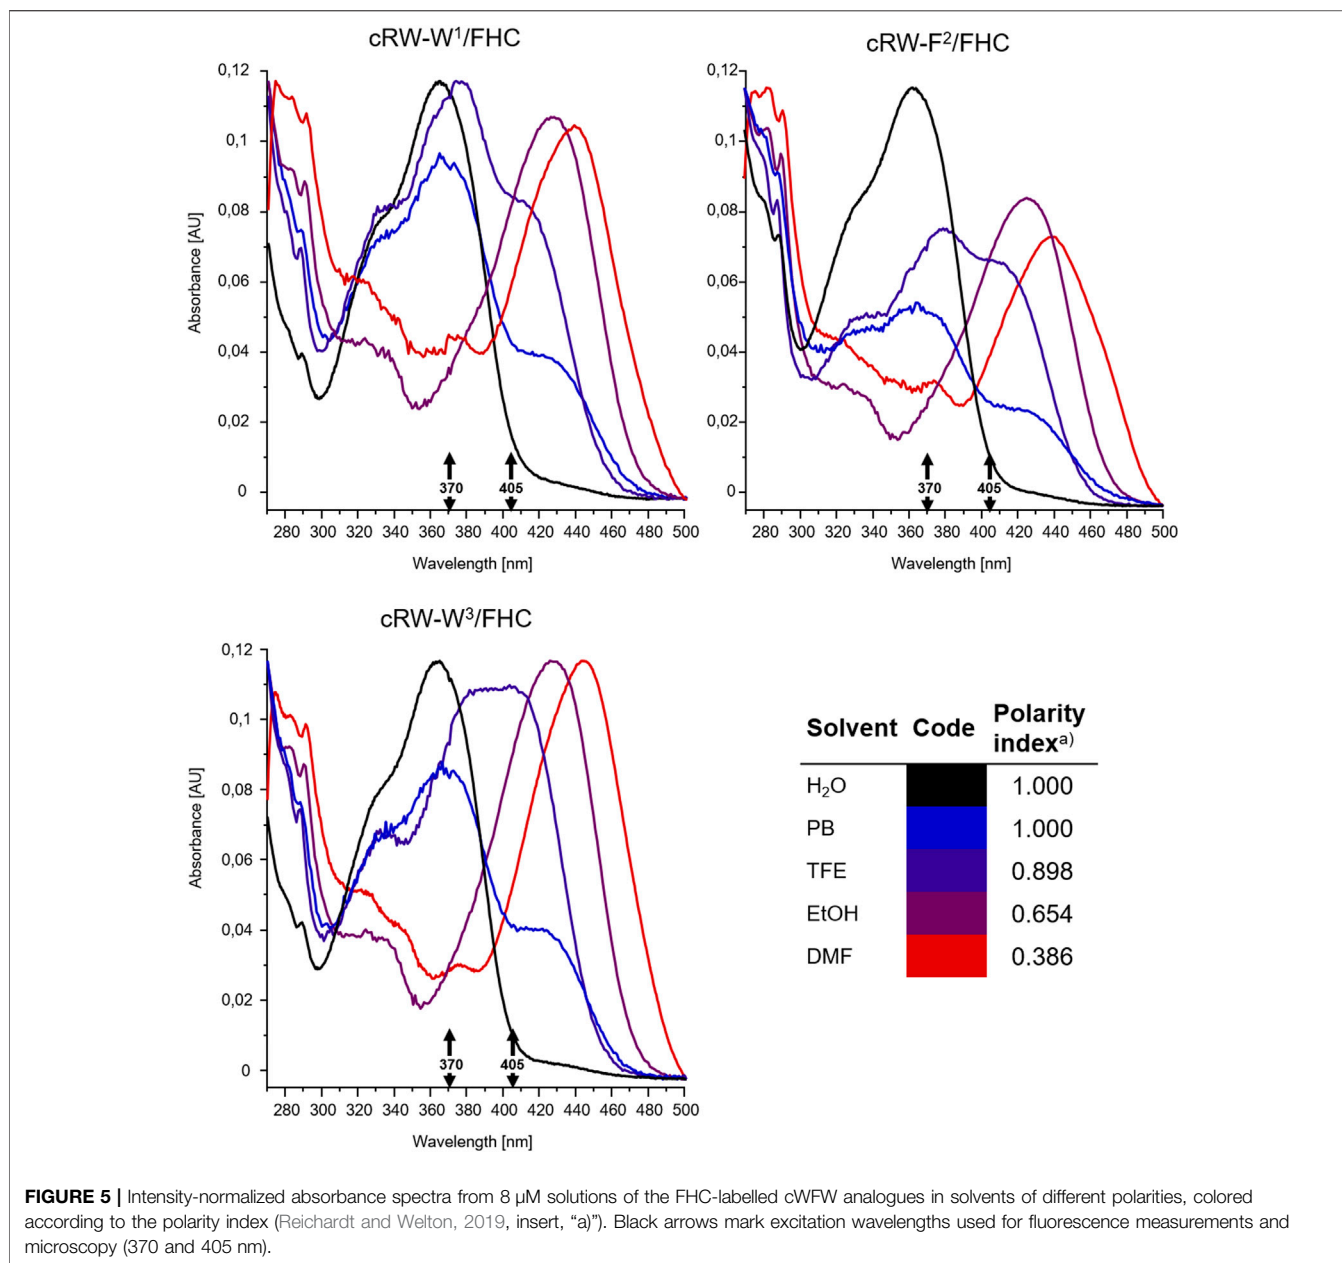 cRW-W¹/FHC
0,12
0,1
0,08
0,06
0,04
0,02
0
Absorbance [AU]
370
405
280 300 320 340 360 380 400 420 440 460 480 500
Wavelength [nm]
cRW-F²/FHC
0,12
0,1
0,08
0,06
0,04
0,02
0
370
405
280 300 320 340 360 380 400 420 440 460 480 500
Wavelength [nm]
cRW-W³/FHC
0,12
0,1
0,08
0,06
0,04
0,02
0
Absorbance [AU]
370
405
280 300 320 340 360 380 400 420 440 460 480 500
Wavelength [nm]
Solvent Code Polarity
index a)
H₂O 1.000
PB 1.000
TFE 0.898
EtOH 0.654
DMF 0.386
FIGURE 5 | Intensity-normalized absorbance spectra from 8 µM solutions of the FHC-labelled cWFW analogues in solvents of different polarities, colored
according to the polarity index (Reichardt and Welton, 2019, insert, “a)”). Black arrows mark excitation wavelengths used for fluorescence measurements and
microscopy (370 and 405 nm).